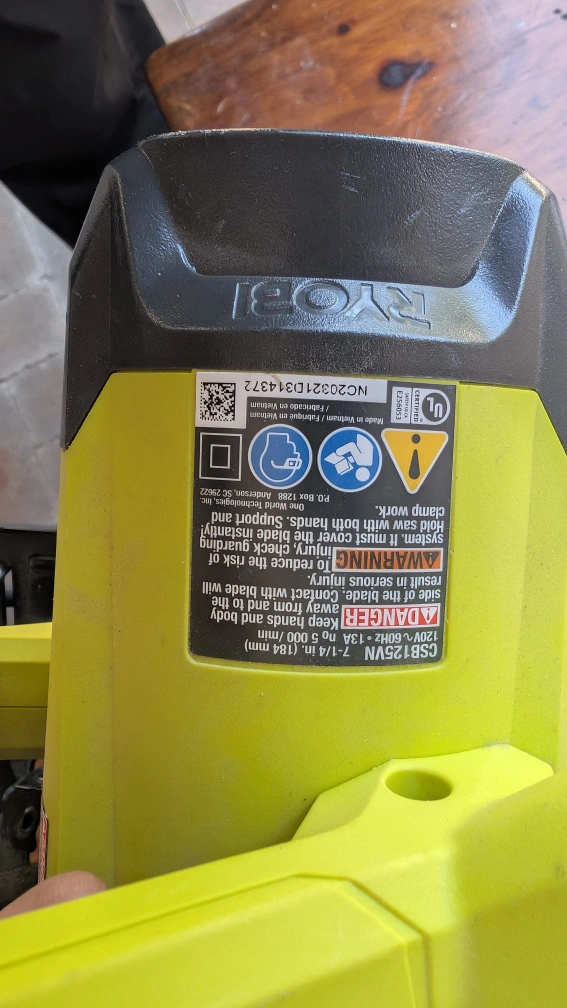 CSB125VN 7-1/4 in. (184 mm)
120V~60Hz • 13A n₀ 5 000 /min
DANGER Keep hands and body
away from and to the
side of the blade. Contact with blade will
result in serious injury.
WARNING To reduce the risk of
injury, check guarding
system. It must cover the blade instantly!
Hold saw with both hands. Support and
clamp work.
One World Technologies, Inc.
P.O. Box 1288 Anderson, SC 29622
Made in Vietnam / Fabriqué en Vietnam
/ Fabricado en Vietnam
UL
CERTIFIED
SAFETY US-CA
E256053
NC20321D314372
RYOBI